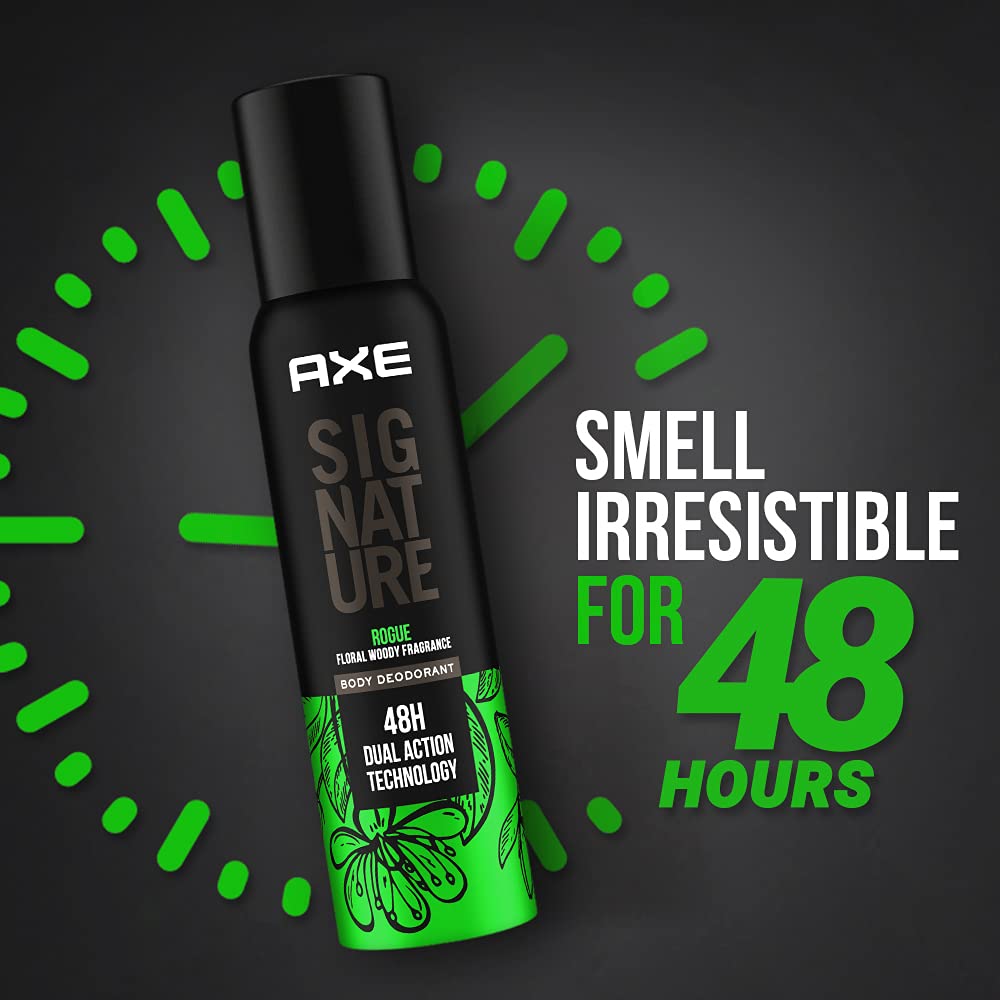 AXE
SIG
NAT
URE
ROGUE
FLORAL WOODY FRAGRANCE
BODY DEODORANT
48H
DUAL ACTION
TECHNOLOGY
SMELL
IRRESISTIBLE
FOR 48
HOURS